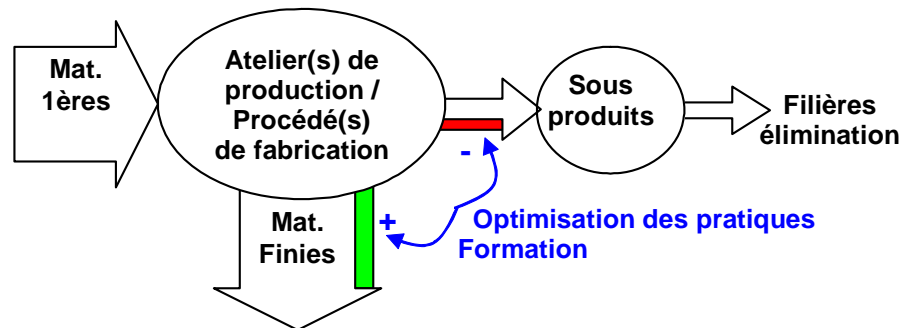 Mat.
1ères
Atelier(s) de
production /
Procédé(s)
de fabrication
Sous
produits
Filières
élimination
-
+
Mat.
Finies
Optimisation des pratiques
Formation